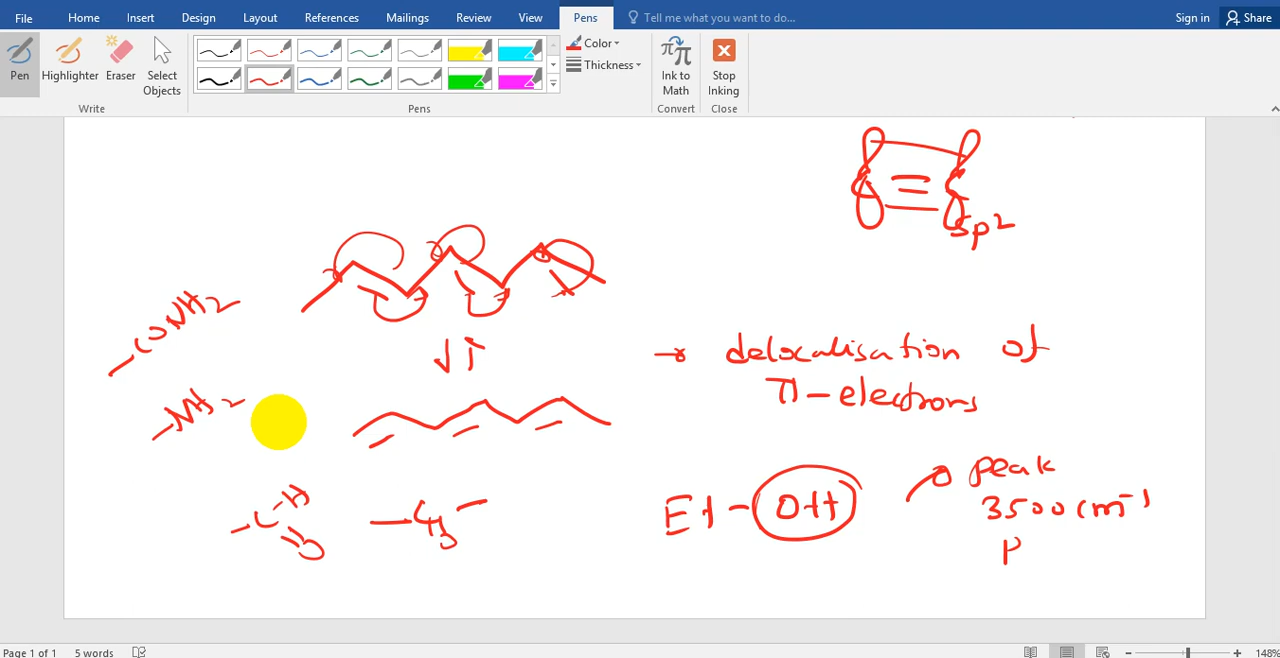 File Home Insert Design Layout References Mailings Review View Pens Tell me what you want to do... Sign in Share
Pen Highlighter Eraser Select Objects
Color
Thickness
Ink to Math
Stop Inking
Write Pens Convert Close
sp2
-CONH2
→ delocalisation of
π-electrons
-NH2
Et-OH
peak
3500cm-1
P
-C-H
O
Page 1 of 1 5 words 148%